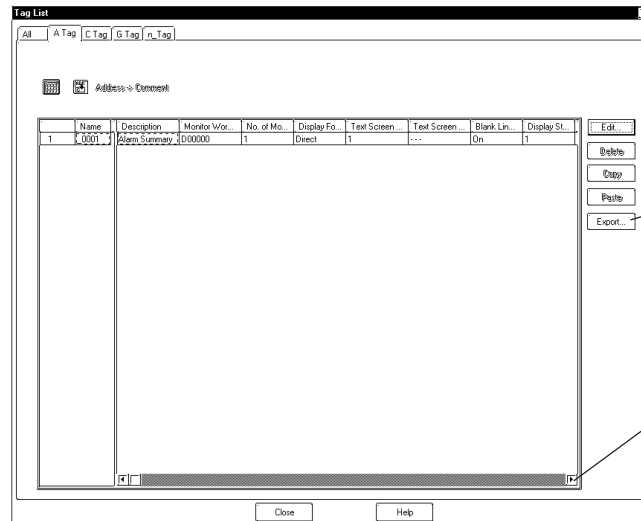 Tag List
All A Tag C Tag G Tag n_Tag
Address -> Comment
Name Description Monitor Wor... No. of Mo... Display Fo... Text Screen ... Text Screen ... Blank Lin... Display St... Edit...
1 _0001 Alarm Summary D00000 1 Direct 1 --- On 1
Delete
Copy
Paste
Export...
Close Help